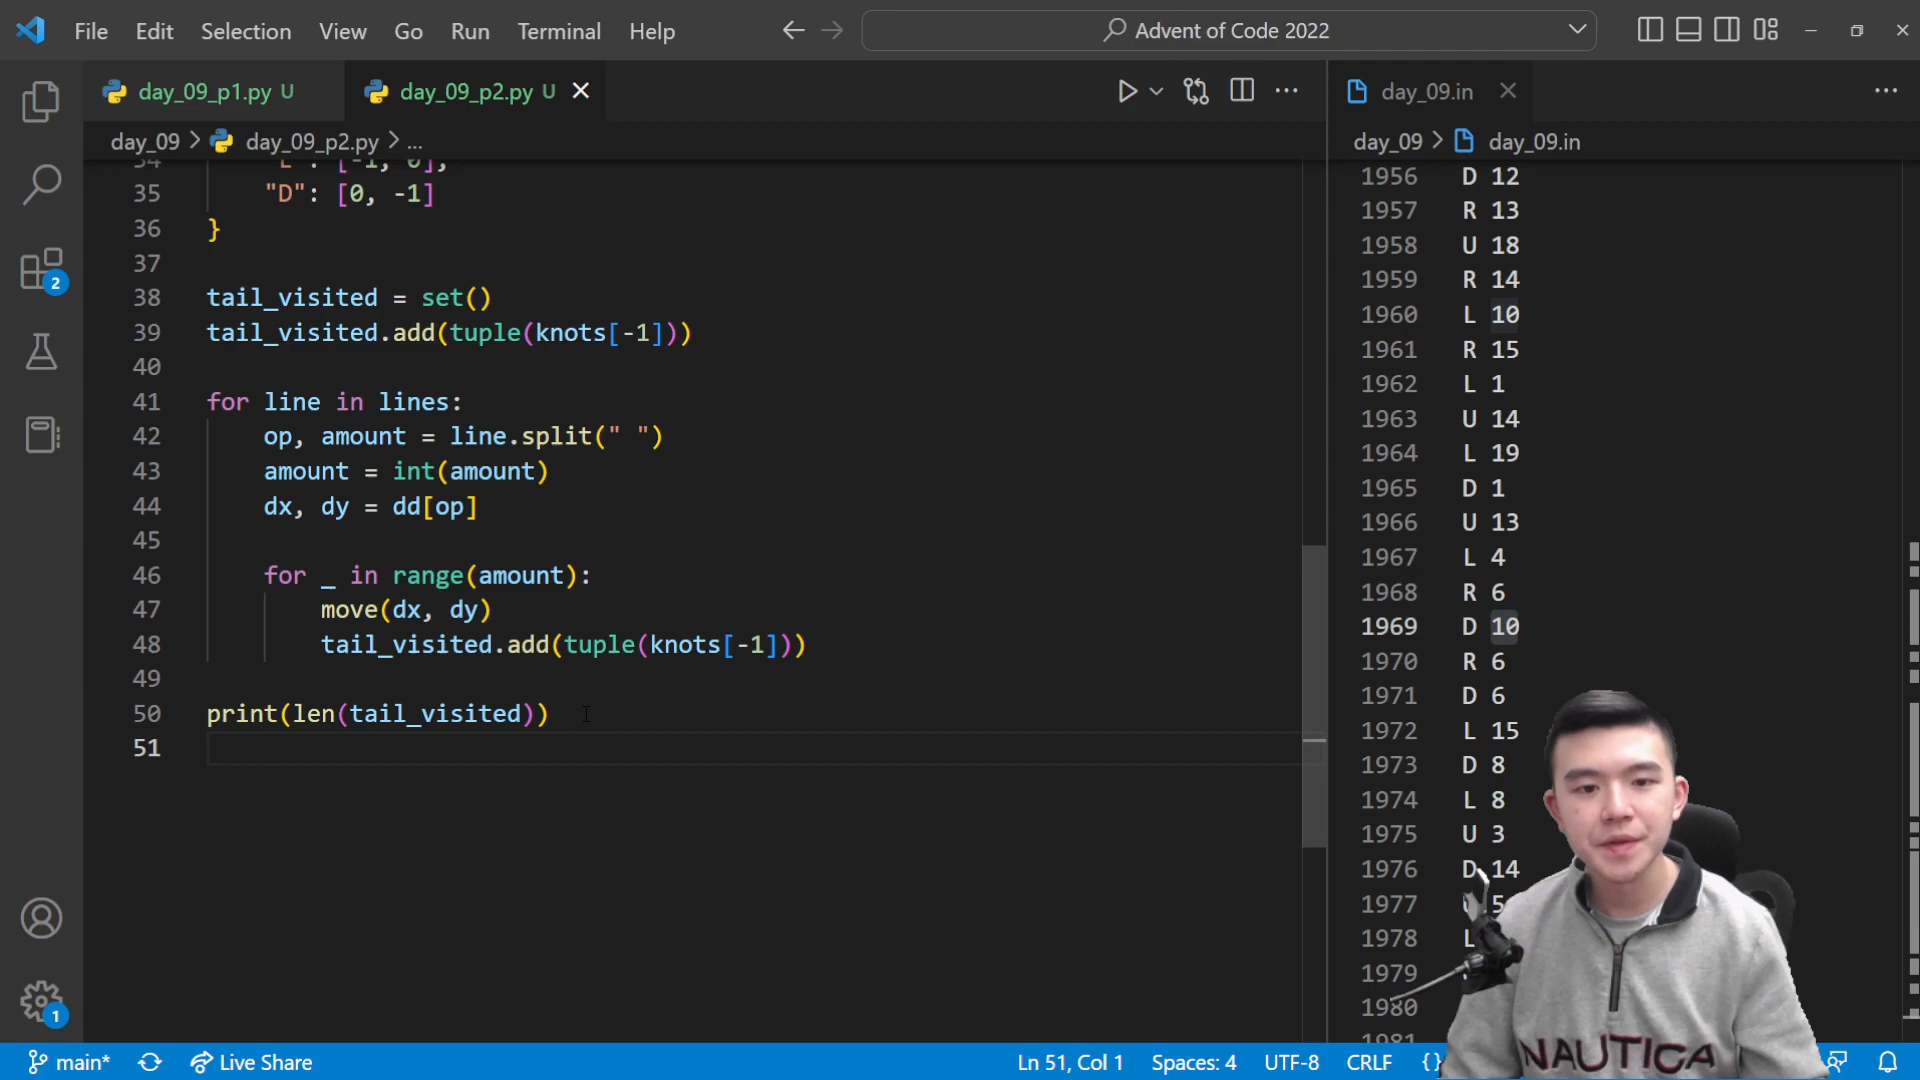 File Edit Selection View Go Run Terminal Help
Advent of Code 2022
day_09_p1.py U
day_09_p2.py U
day_09 > day_09_p2.py > ...
"L": [-1, 0],
35 "D": [0, -1]
36 }
37
38 tail_visited = set()
39 tail_visited.add(tuple(knots[-1]))
40
41 for line in lines:
42 op, amount = line.split(" ")
43 amount = int(amount)
44 dx, dy = dd[op]
45
46 for _ in range(amount):
47 move(dx, dy)
48 tail_visited.add(tuple(knots[-1]))
49
50 print(len(tail_visited))
51
day_09.in
day_09 > day_09.in
1956 D 12
1957 R 13
1958 U 18
1959 R 14
1960 L 10
1961 R 15
1962 L 1
1963 U 14
1964 L 19
1965 D 1
1966 U 13
1967 L 4
1968 R 6
1969 D 10
1970 R 6
1971 D 6
1972 L 15
1973 D 8
1974 L 8
1975 U 3
1976 D 14
1977 5
1978 L
1979
1980
1981
NAUTICA
2
1
main* Live Share
Ln 51, Col 1 Spaces: 4 UTF-8 CRLF {}